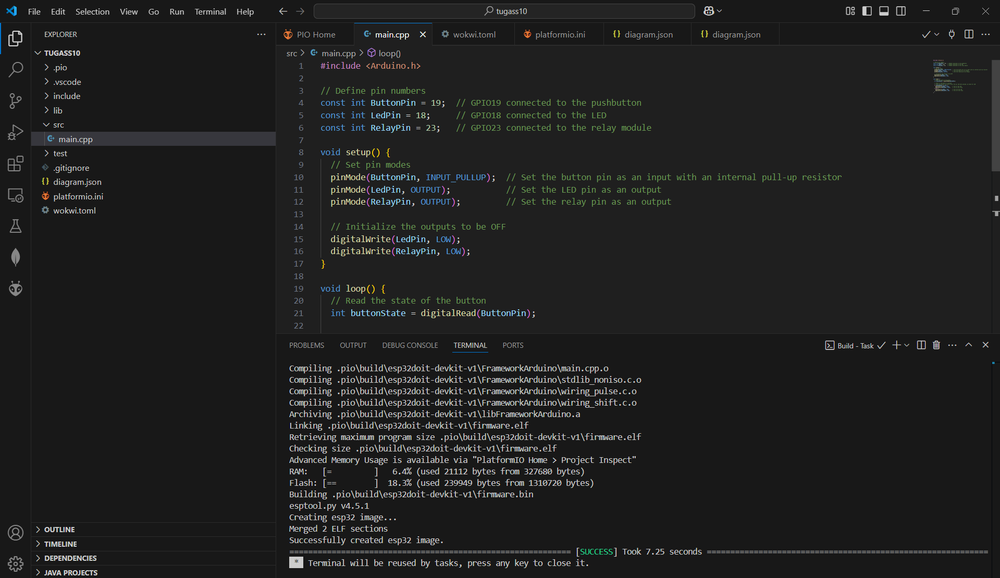 File Edit Selection View Go Run Terminal Help
tugass10
EXPLORER
TUGASS10
.pio
.vscode
include
lib
src
main.cpp
test
.gitignore
diagram.json
platformio.ini
wokwi.toml
OUTLINE
TIMELINE
DEPENDENCIES
JAVA PROJECTS
PIO Home main.cpp wokwi.toml platformio.ini diagram.json diagram.json
src > main.cpp > loop()
1 #include <Arduino.h>
2
3 // Define pin numbers
4 const int ButtonPin = 19;  // GPIO19 connected to the pushbutton
5 const int LedPin = 18;     // GPIO18 connected to the LED
6 const int RelayPin = 23;   // GPIO23 connected to the relay module
7
8 void setup() {
9   // Set pin modes
10   pinMode(ButtonPin, INPUT_PULLUP);  // Set the button pin as an input with an internal pull-up resistor
11   pinMode(LedPin, OUTPUT);           // Set the LED pin as an output
12   pinMode(RelayPin, OUTPUT);         // Set the relay pin as an output
13
14   // Initialize the outputs to be OFF
15   digitalWrite(LedPin, LOW);
16   digitalWrite(RelayPin, LOW);
17 }
18
19 void loop() {
20   // Read the state of the button
21   int buttonState = digitalRead(ButtonPin);
22
PROBLEMS OUTPUT DEBUG CONSOLE TERMINAL PORTS
Build - Task
Compiling .pio\build\esp32doit-devkit-v1\FrameworkArduino\main.cpp.o
Compiling .pio\build\esp32doit-devkit-v1\FrameworkArduino\stdlib_noniso.c.o
Compiling .pio\build\esp32doit-devkit-v1\FrameworkArduino\wiring_pulse.c.o
Compiling .pio\build\esp32doit-devkit-v1\FrameworkArduino\wiring_shift.c.o
Archiving .pio\build\esp32doit-devkit-v1\libFrameworkArduino.a
Linking .pio\build\esp32doit-devkit-v1\firmware.elf
Retrieving maximum program size .pio\build\esp32doit-devkit-v1\firmware.elf
Checking size .pio\build\esp32doit-devkit-v1\firmware.elf
Advanced Memory Usage is available via "PlatformIO Home > Project Inspect"
RAM:   [=         ]   6.4% (used 21112 bytes from 327680 bytes)
Flash: [==        ]  18.3% (used 239949 bytes from 1310720 bytes)
Building .pio\build\esp32doit-devkit-v1\firmware.bin
esptool.py v4.5.1
Creating esp32 image...
Merged 2 ELF sections
Successfully created esp32 image.
============================================================ [SUCCESS] Took 7.25 seconds ============================================================
* Terminal will be reused by tasks, press any key to close it.